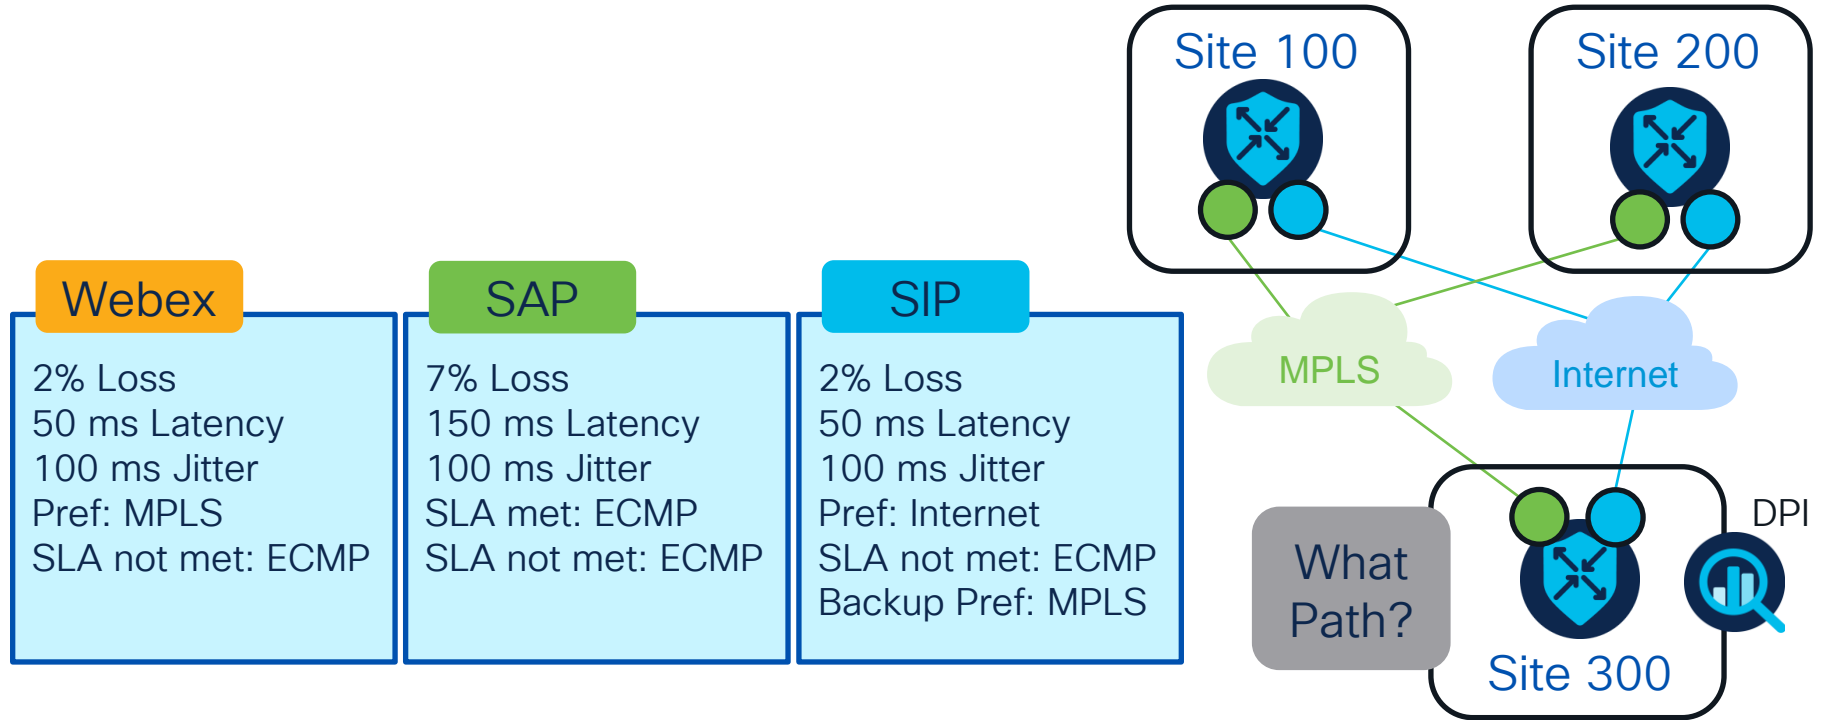 Site 100
Site 200
Webex
2% Loss
50 ms Latency
100 ms Jitter
Pref: MPLS
SLA not met: ECMP
SAP
7% Loss
150 ms Latency
100 ms Jitter
SLA met: ECMP
SLA not met: ECMP
SIP
2% Loss
50 ms Latency
100 ms Jitter
Pref: Internet
SLA not met: ECMP
Backup Pref: MPLS
MPLS
Internet
What
Path?
DPI
Site 300